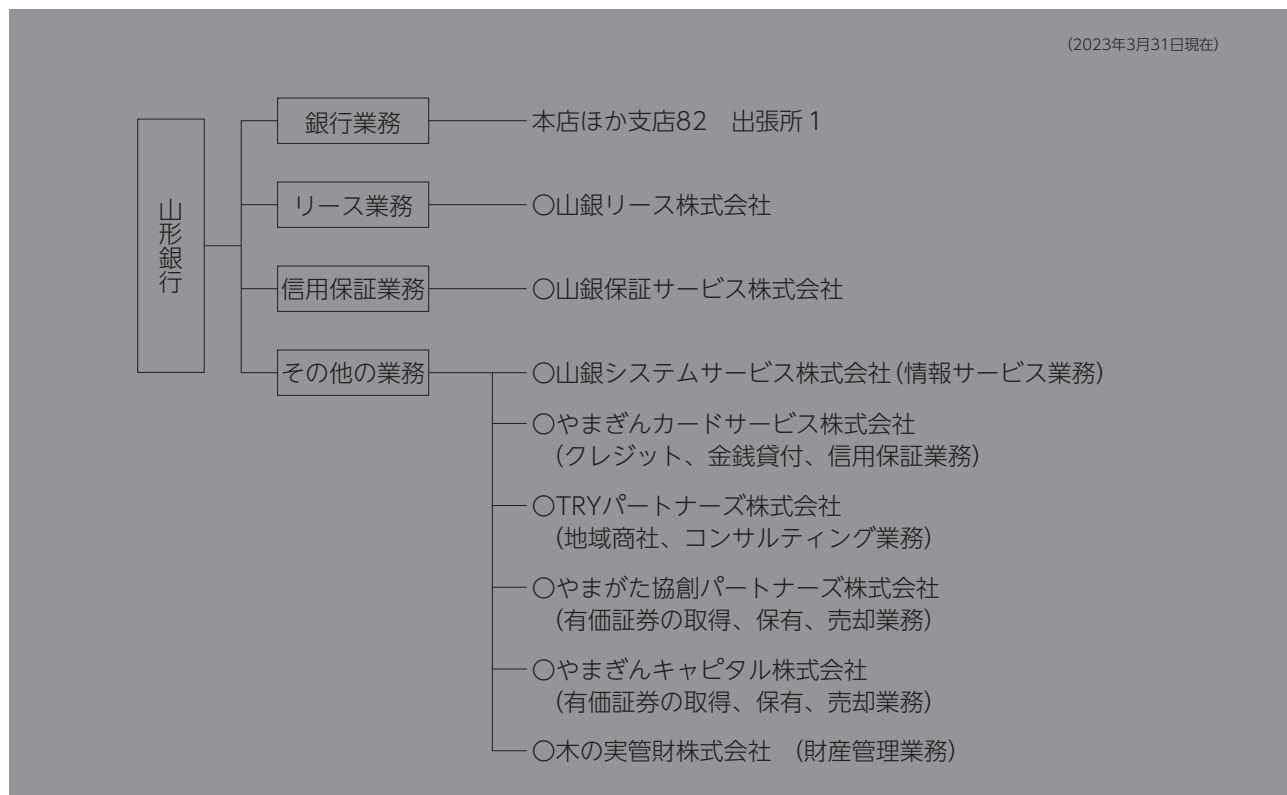 (2023年3月31日現在)
山形銀行
銀行業務
本店ほか支店82　出張所1
リース業務
○山銀リース株式会社
信用保証業務
○山銀保証サービス株式会社
その他の業務
○山銀システムサービス株式会社(情報サービス業務)
○やまぎんカードサービス株式会社
(クレジット、金銭貸付、信用保証業務)
○TRYパートナーズ株式会社
(地域商社、コンサルティング業務)
○やまがた協創パートナーズ株式会社
(有価証券の取得、保有、売却業務)
○やまぎんキャピタル株式会社
(有価証券の取得、保有、売却業務)
○木の実管財株式会社　(財産管理業務)